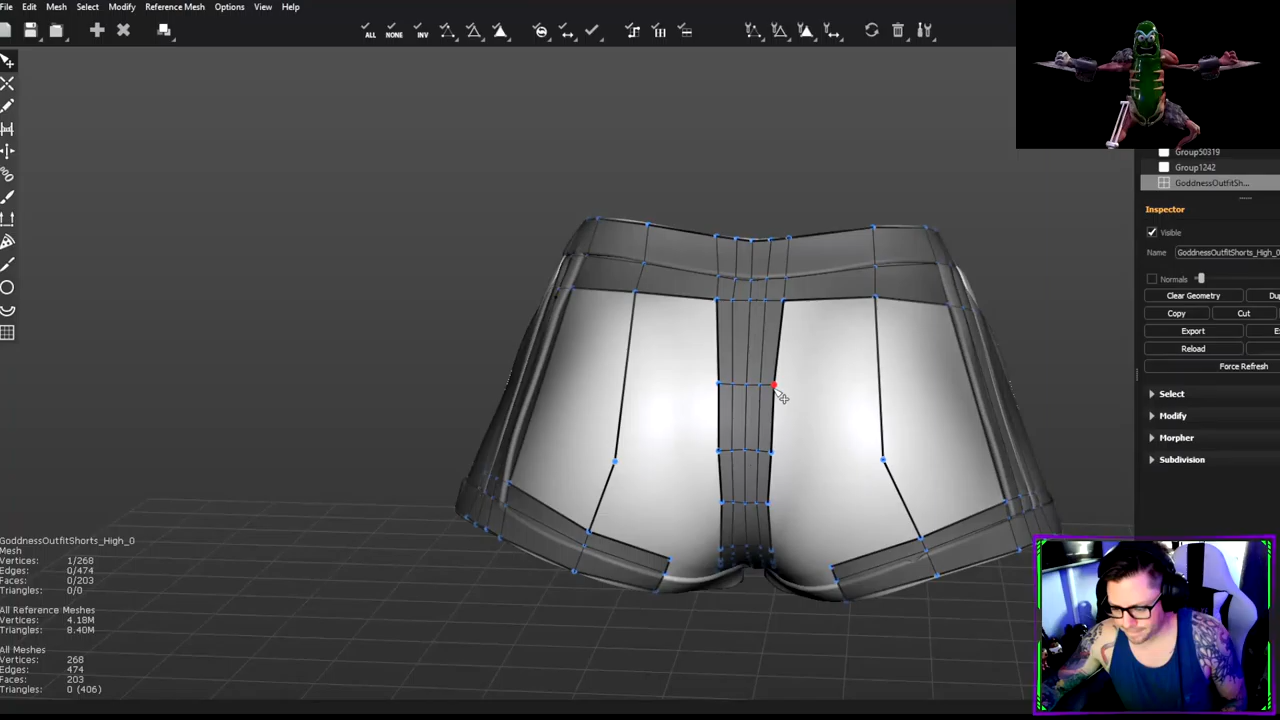 File Edit Mesh Select Modify Reference Mesh Options View Help
ALL NONE INV
Group50319
Group1242
GoddnessOutfitSh...
Inspector
Visible
Name GoddnessOutfitShorts_High_0
Normals
Clear Geometry Dup
Copy Cut
Export E
Reload
Force Refresh
Select
Modify
Morpher
Subdivision
GoddnessOutfitShorts_High_0
Mesh
Vertices: 1/268
Edges: 0/474
Faces: 0/203
Triangles: 0/0
All Reference Meshes
Vertices: 4.18M
Triangles: 8.40M
All Meshes
Vertices: 268
Edges: 474
Faces: 203
Triangles: 0 (406)